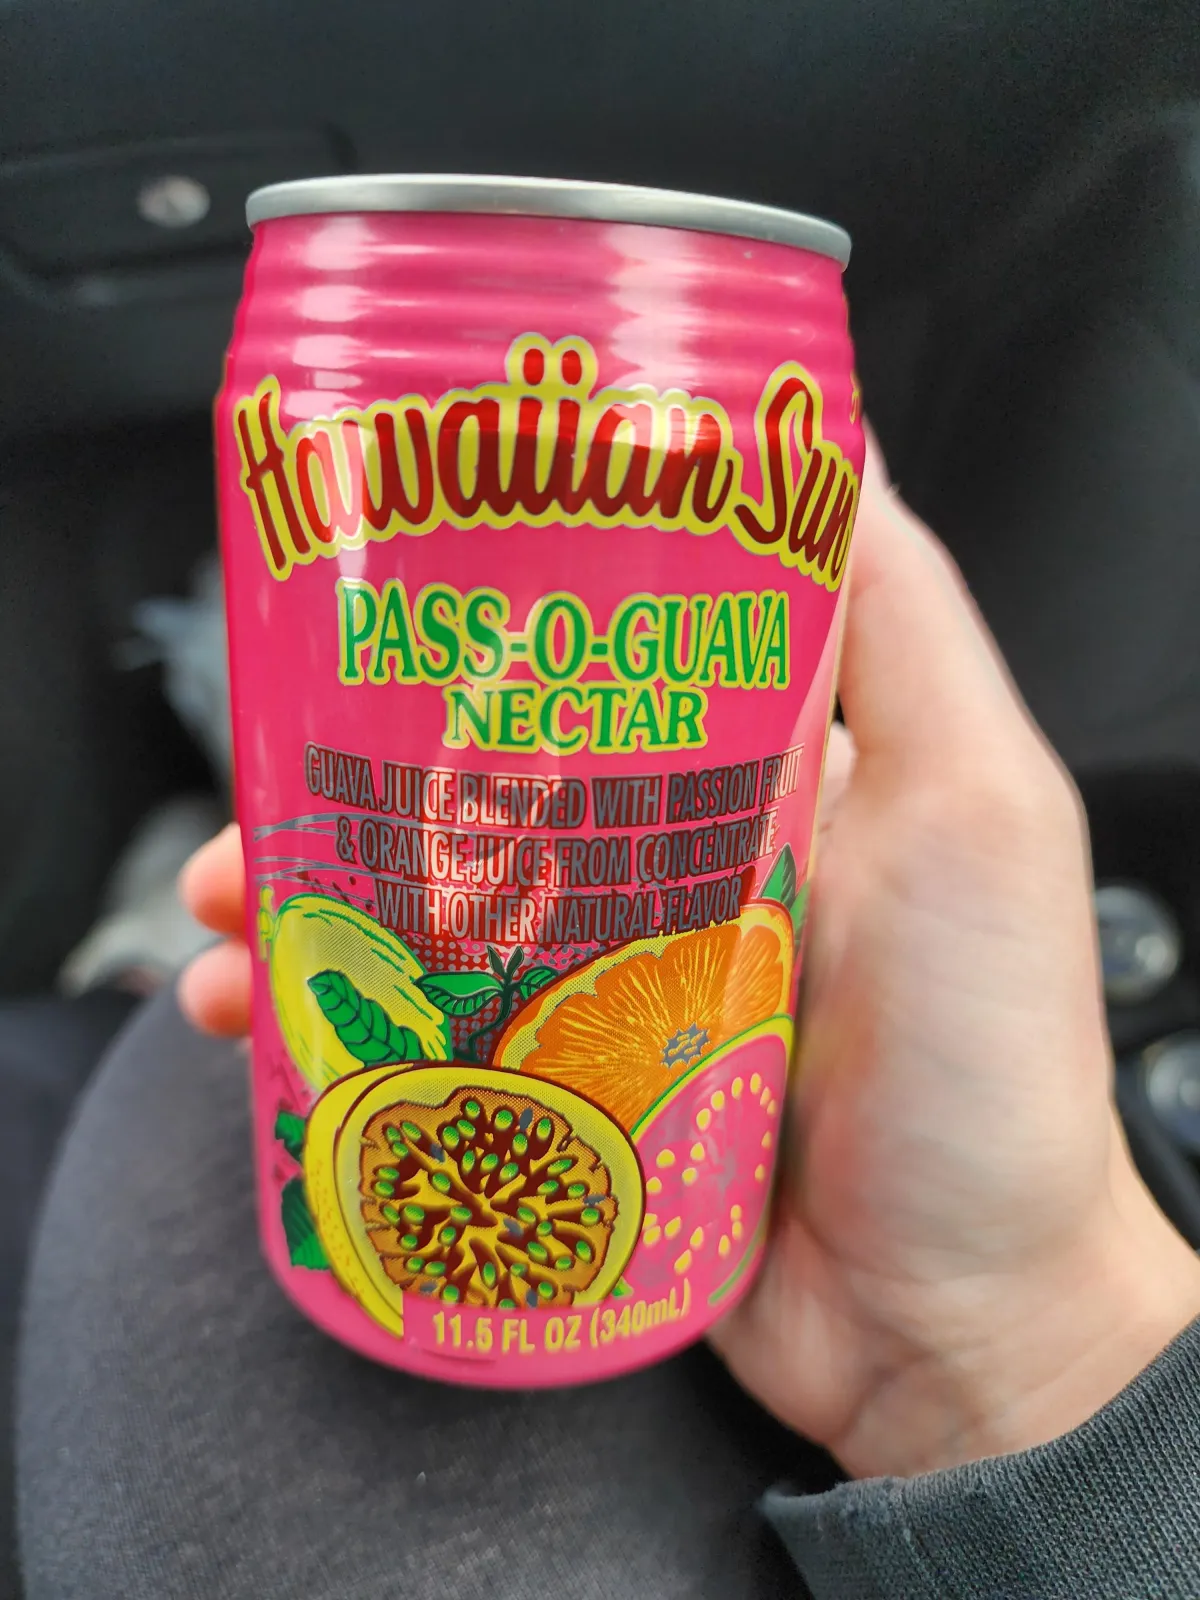 Hawaiian Sun
PASS-O-GUAVA
NECTAR
GUAVA JUICE BLENDED WITH PASSION FRUIT
& ORANGE JUICE FROM CONCENTRATE
WITH OTHER NATURAL FLAVOR
11.5 FL OZ (340mL)